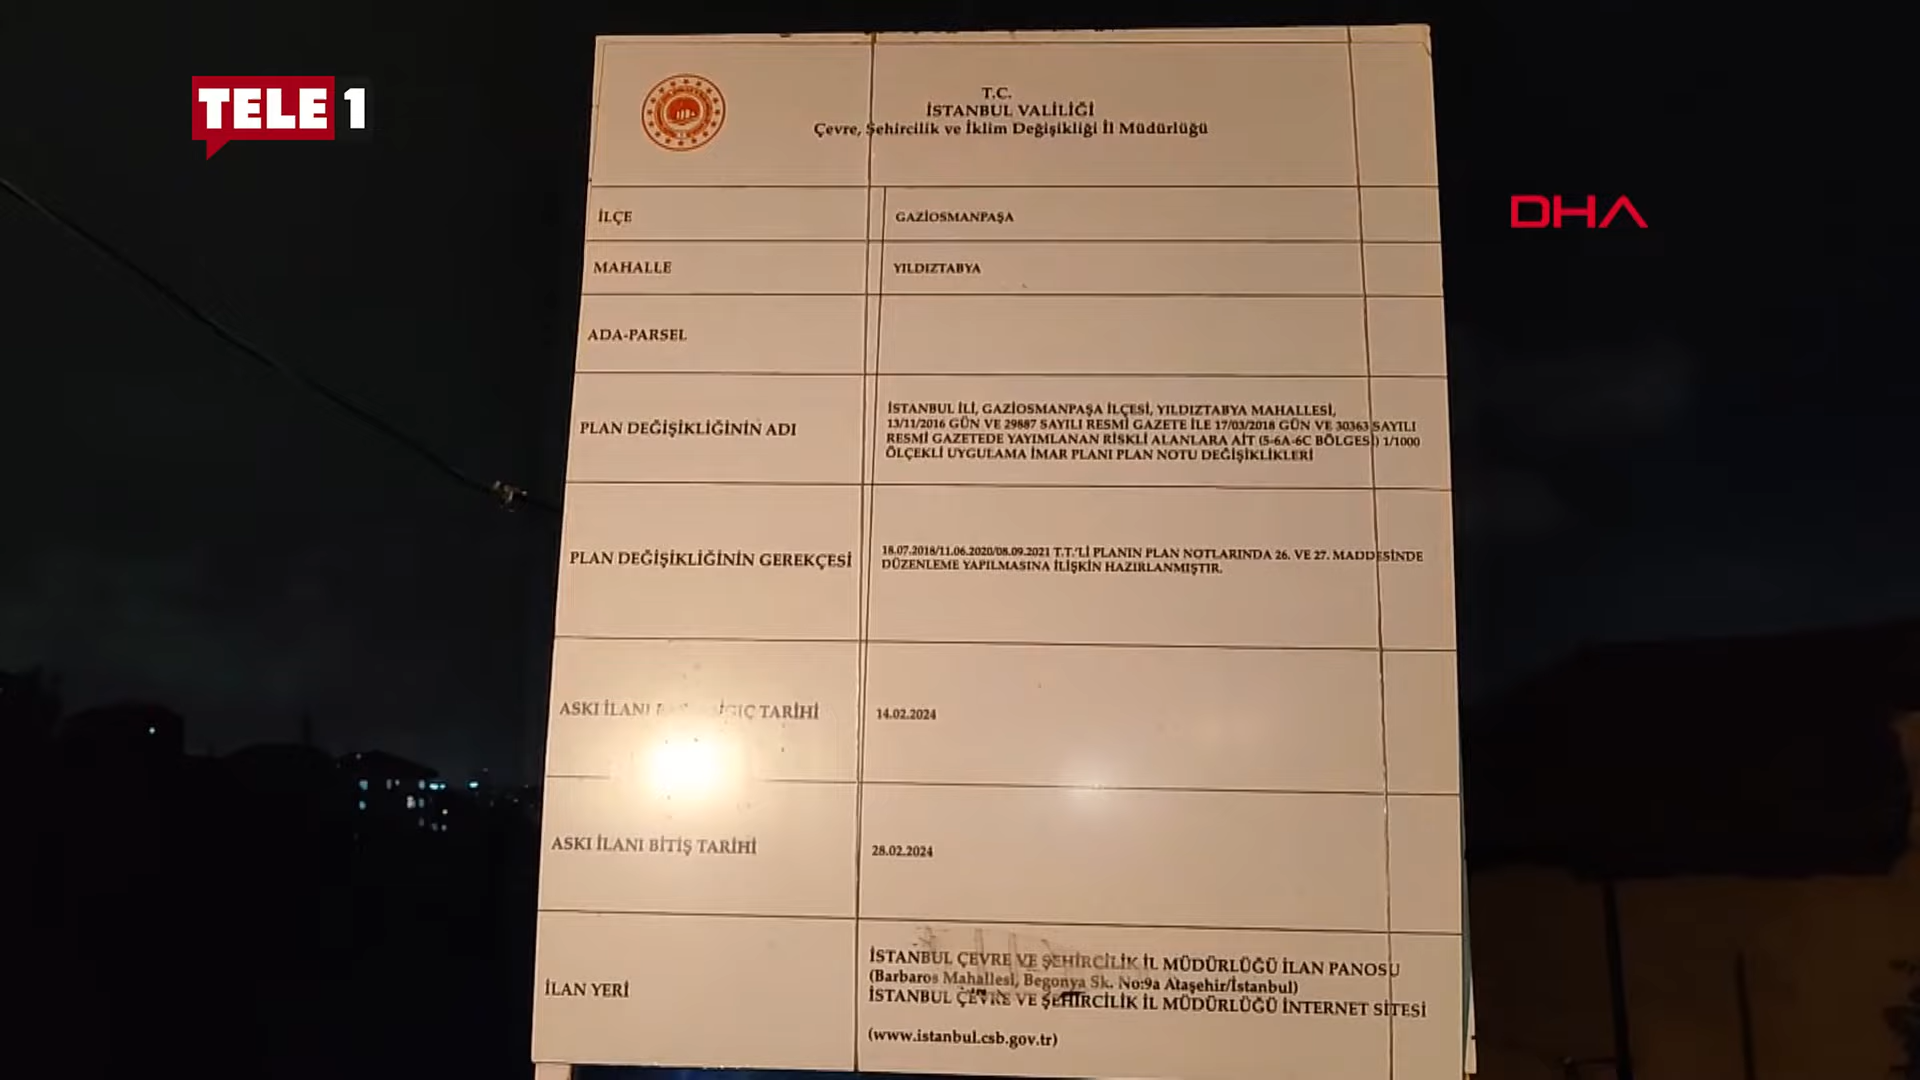 TELE 1
DHA
T.C.
İSTANBUL VALİLİĞİ
Çevre, Şehircilik ve İklim Değişikliği İl Müdürlüğü
İLÇE
GAZİOSMANPAŞA
MAHALLE
YILDIZTABYA
ADA-PARSEL
PLAN DEĞİŞİKLİĞİNİN ADI
İSTANBUL İLİ, GAZİOSMANPAŞA İLÇESİ, YILDIZTABYA MAHALLESİ,
13/11/2016 GÜN VE 29887 SAYILI RESMİ GAZETE İLE 17/03/2018 GÜN VE 30363 SAYILI
RESMİ GAZETEDE YAYIMLANAN RİSKLİ ALANLARA AİT (5-6A-6C BÖLGESİ) 1/1000
ÖLÇEKLİ UYGULAMA İMAR PLANI PLAN NOTU DEĞİŞİKLİKLERİ
PLAN DEĞİŞİKLİĞİNİN GEREKÇESİ
18.07.2018/11.06.2020/08.09.2021 T.T.'Lİ PLANIN PLAN NOTLARINDA 26. VE 27. MADDESİNDE
DÜZENLEME YAPILMASINA İLİŞKİN HAZIRLANMIŞTIR.
ASKI İLANI TARİHİ
14.02.2024
ASKI İLANI BİTİŞ TARİHİ
28.02.2024
İLAN YERİ
İSTANBUL ÇEVRE VE ŞEHİRCİLİK İL MÜDÜRLÜĞÜ İLAN PANOSU
(Barbaros Mahallesi, Begonya Sk. No:9a Ataşehir/İstanbul)
İSTANBUL ÇEVRE VE ŞEHİRCİLİK İL MÜDÜRLÜĞÜ İNTERNET SİTESİ
(www.istanbul.csb.gov.tr)